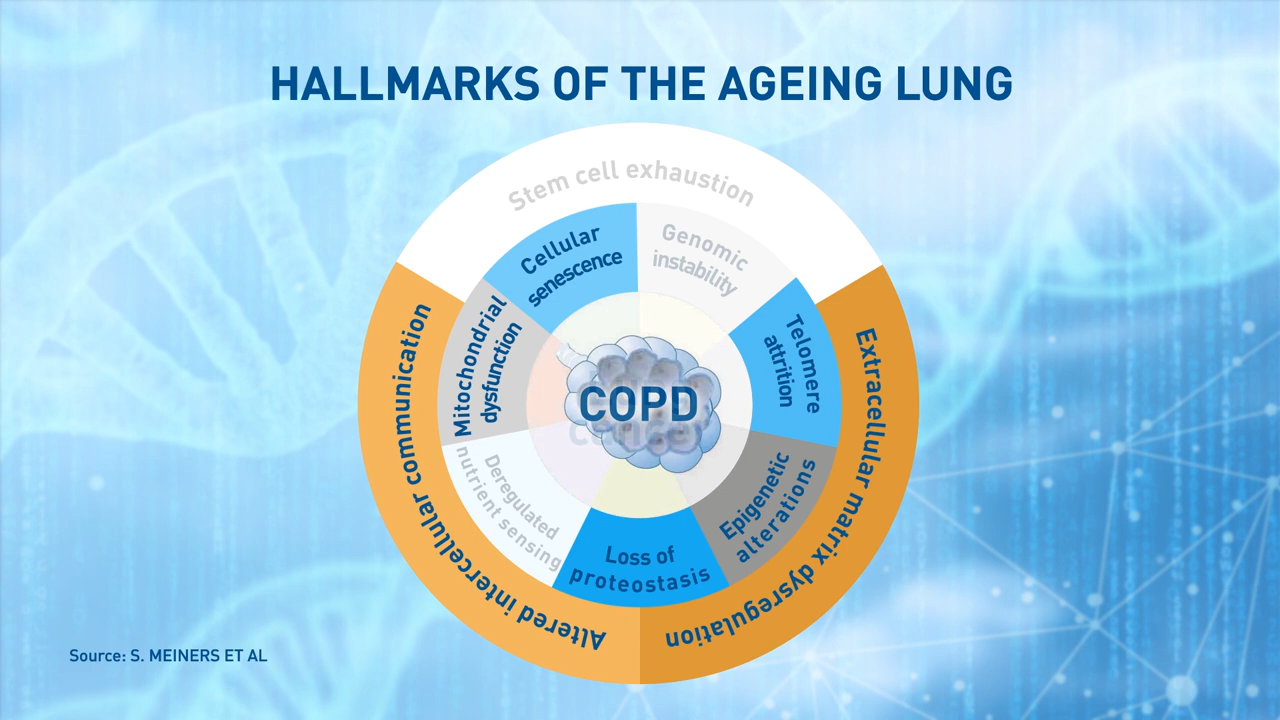 HALLMARKS OF THE AGEING LUNG
Stem cell exhaustion
Cellular
senescence
Genomic
instability
Telomere
attrition
Mitochondrial
dysfunction
COPD
Epigenetic
alterations
Deregulated
nutrient sensing
Loss of
proteostasis
Altered intercellular communication
Extracellular matrix dysregulation
Source: S. MEINERS ET AL